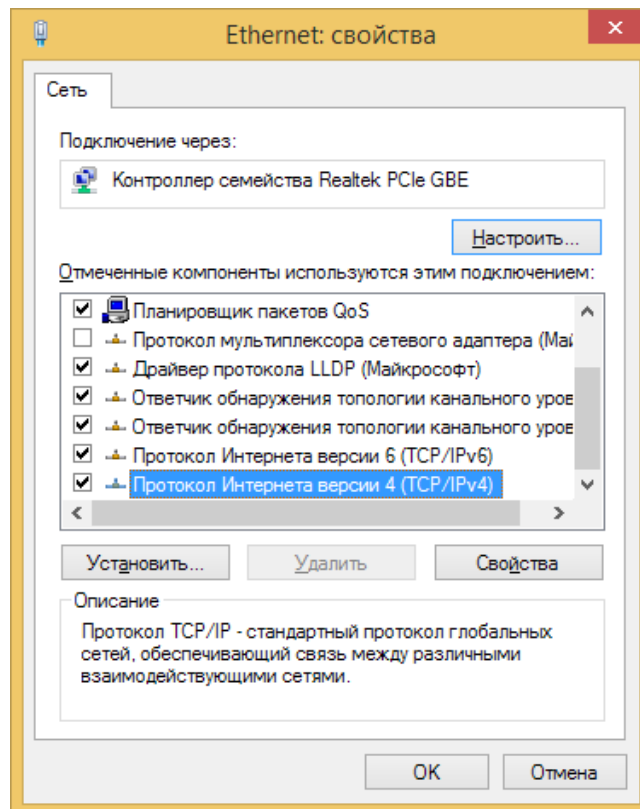 Ethernet: свойства
Сеть
Подключение через:
Контроллер семейства Realtek PCIe GBE
Настроить...
Отмеченные компоненты используются этим подключением:
Планировщик пакетов QoS
Протокол мультиплексора сетевого адаптера (Май
Драйвер протокола LLDP (Майкрософт)
Ответчик обнаружения топологии канального уров
Ответчик обнаружения топологии канального уров
Протокол Интернета версии 6 (TCP/IPv6)
Протокол Интернета версии 4 (TCP/IPv4)
Установить... Удалить Свойства
Описание
Протокол TCP/IP - стандартный протокол глобальных
сетей, обеспечивающий связь между различными
взаимодействующими сетями.
OK Отмена